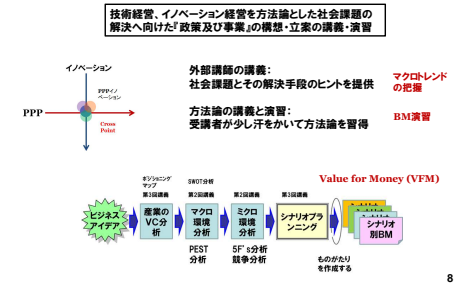 技術経営、イノベーション経営を方法論とした社会課題の
解決へ向けた『政策及び事業』の構想・立案の講義・演習
イノベーション
PPPイノ
ベーション
PPP
Cross
Point
外部講師の講義:
社会課題とその解決手段のヒントを提供
マクロトレンド
の把握
方法論の講義と演習:
受講者が少し汗をかいて方法論を習得
BM演習
ポジショニング
マップ
SWOT分析
第3回講義
第2回講義
第2回講義
第3回講義
Value for Money (VFM)
ビジネス
アイデア
産業の
VC分
析
マクロ
環境
分析
ミクロ
環境
分析
シナリオプラ
ンニング
シナリオ
シナリオ
別BM
PEST
分析
5F's分析
競争分析
ものがたり
を作成する
8